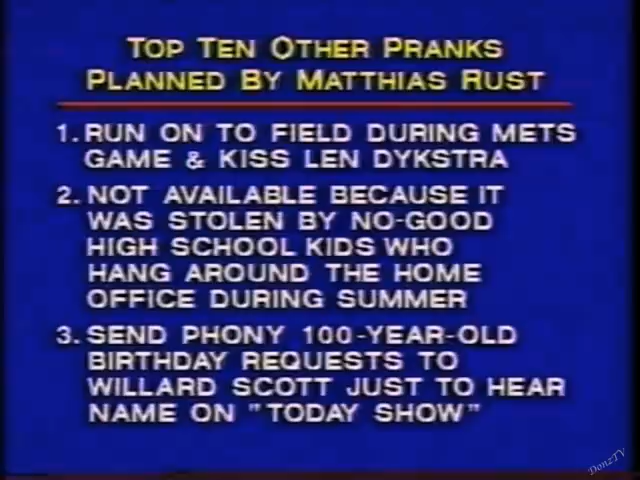 TOP TEN OTHER PRANKS
PLANNED BY MATTHIAS RUST
1. RUN ON TO FIELD DURING METS
GAME & KISS LEN DYKSTRA
2. NOT AVAILABLE BECAUSE IT
WAS STOLEN BY NO-GOOD
HIGH SCHOOL KIDS WHO
HANG AROUND THE HOME
OFFICE DURING SUMMER
3. SEND PHONY 100-YEAR-OLD
BIRTHDAY REQUESTS TO
WILLARD SCOTT JUST TO HEAR
NAME ON "TODAY SHOW"
DonzTV